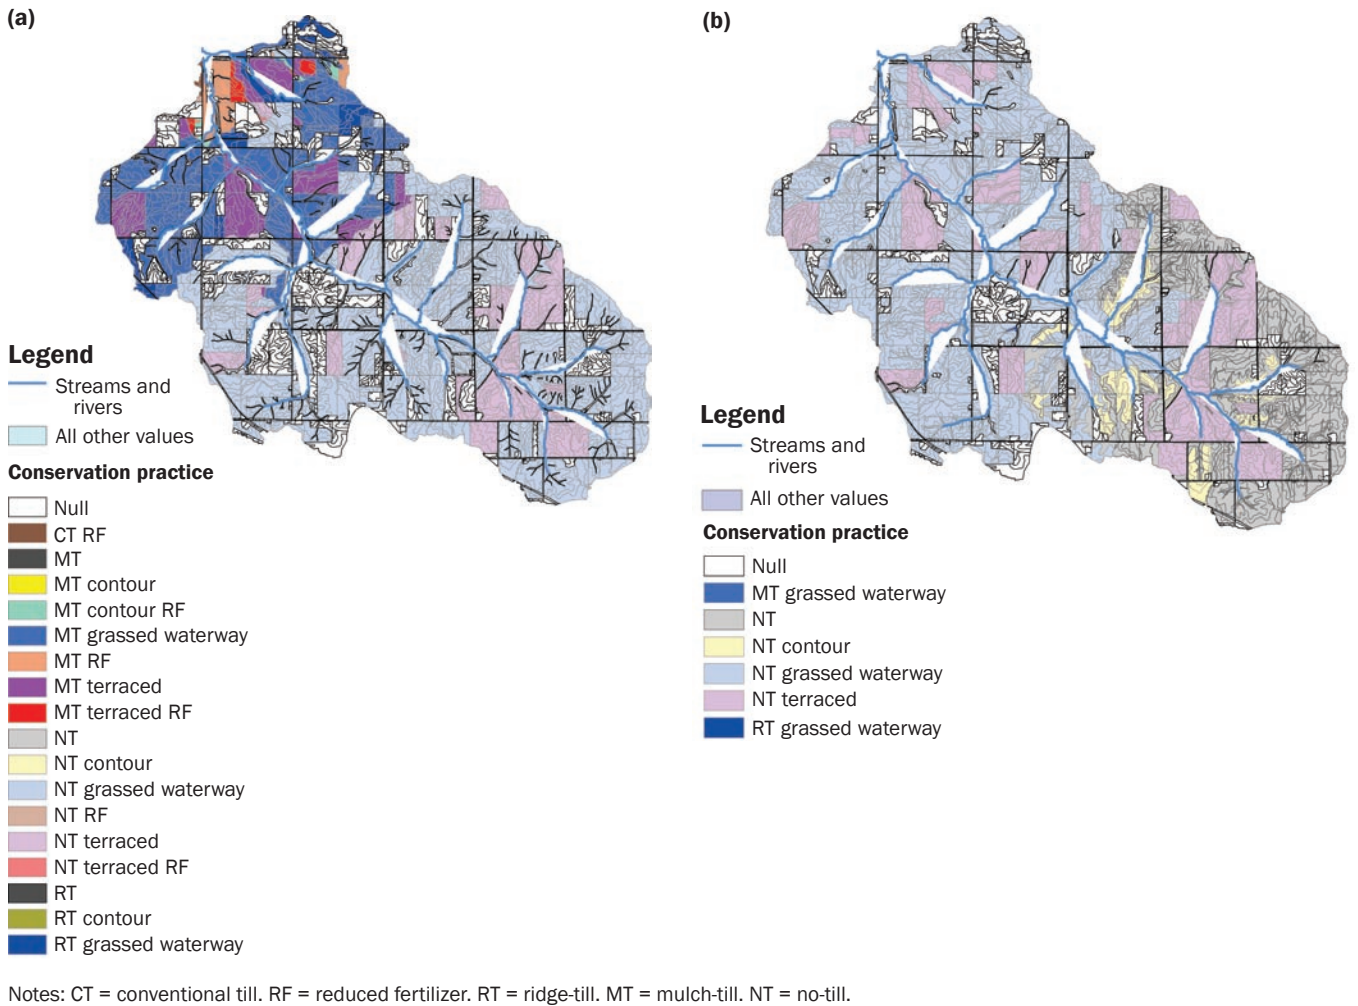 (a)
Legend
Streams and
rivers
All other values
Conservation practice
Null
CT RF
MT
MT contour
MT contour RF
MT grassed waterway
MT RF
MT terraced
MT terraced RF
NT
NT contour
NT grassed waterway
NT RF
NT terraced
NT terraced RF
RT
RT contour
RT grassed waterway
(b)
Legend
Streams and
rivers
All other values
Conservation practice
Null
MT grassed waterway
NT
NT contour
NT grassed waterway
NT terraced
RT grassed waterway
Notes: CT = conventional till. RF = reduced fertilizer. RT = ridge-till. MT = mulch-till. NT = no-till.